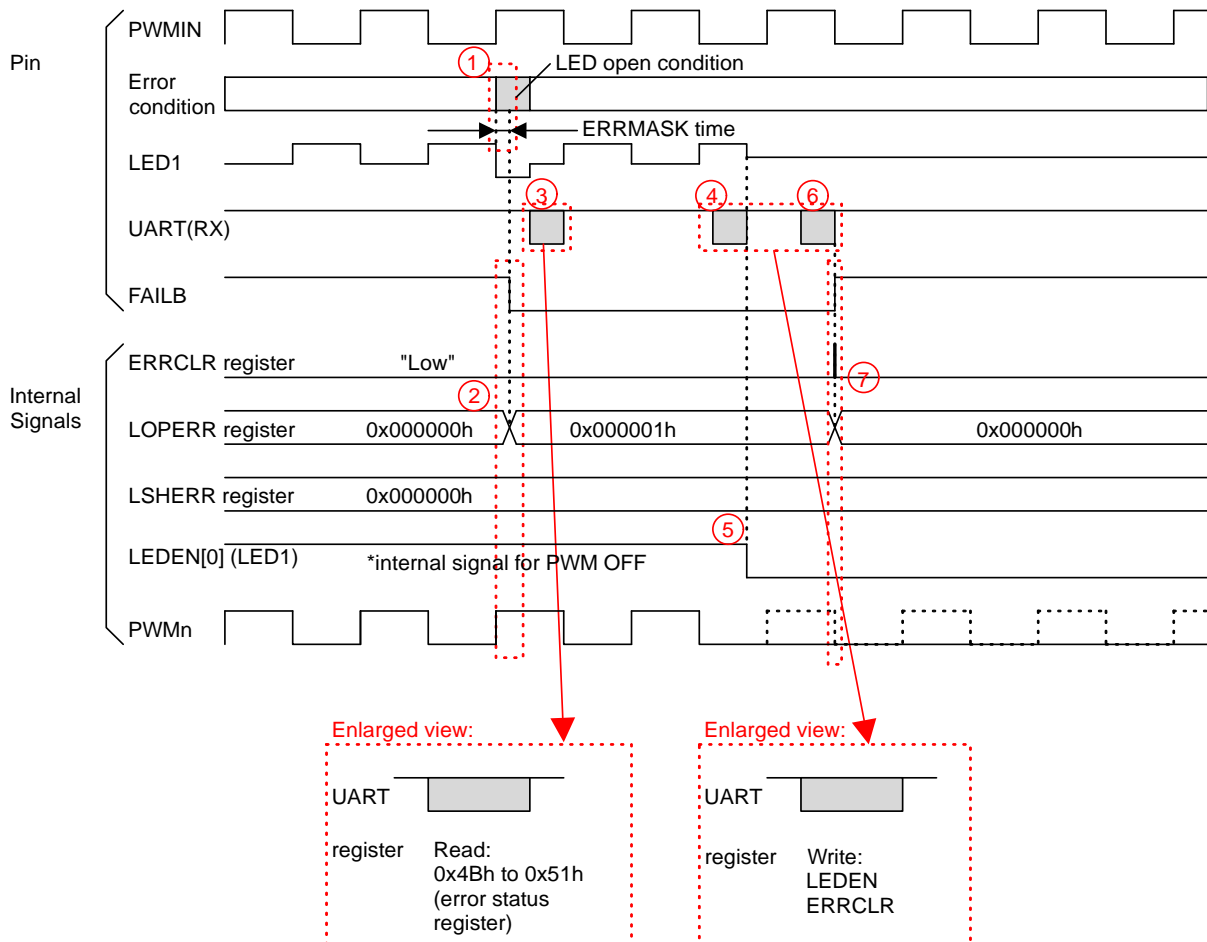 Pin
PWMIN
1
LED open condition
Error
condition
ERRMASK time
LED1
3
4
6
UART(RX)
FAILB
Internal
Signals
ERRCLR register
"Low"
7
2
LOPERR register
0x000000h
0x000001h
0x000000h
LSHERR register
0x000000h
5
LEDEN[0] (LED1)
*internal signal for PWM OFF
PWMn
Enlarged view:
UART
register
Read:
0x4Bh to 0x51h
(error status
register)
Enlarged view:
UART
register
Write:
LEDEN
ERRCLR